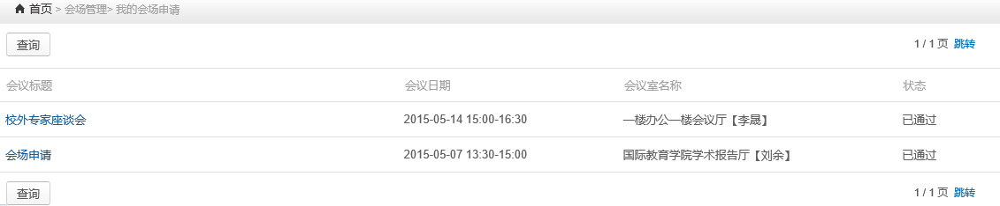 首页 > 会场管理> 我的会场申请
查询 1 / 1 页 跳转
会议标题 会议日期 会议室名称 状态
校外专家座谈会 2015-05-14 15:00-16:30 一楼办公一楼会议厅【李晟】 已通过
会场申请 2015-05-07 13:30-15:00 国际教育学院学术报告厅【刘余】 已通过
查询 1 / 1 页 跳转